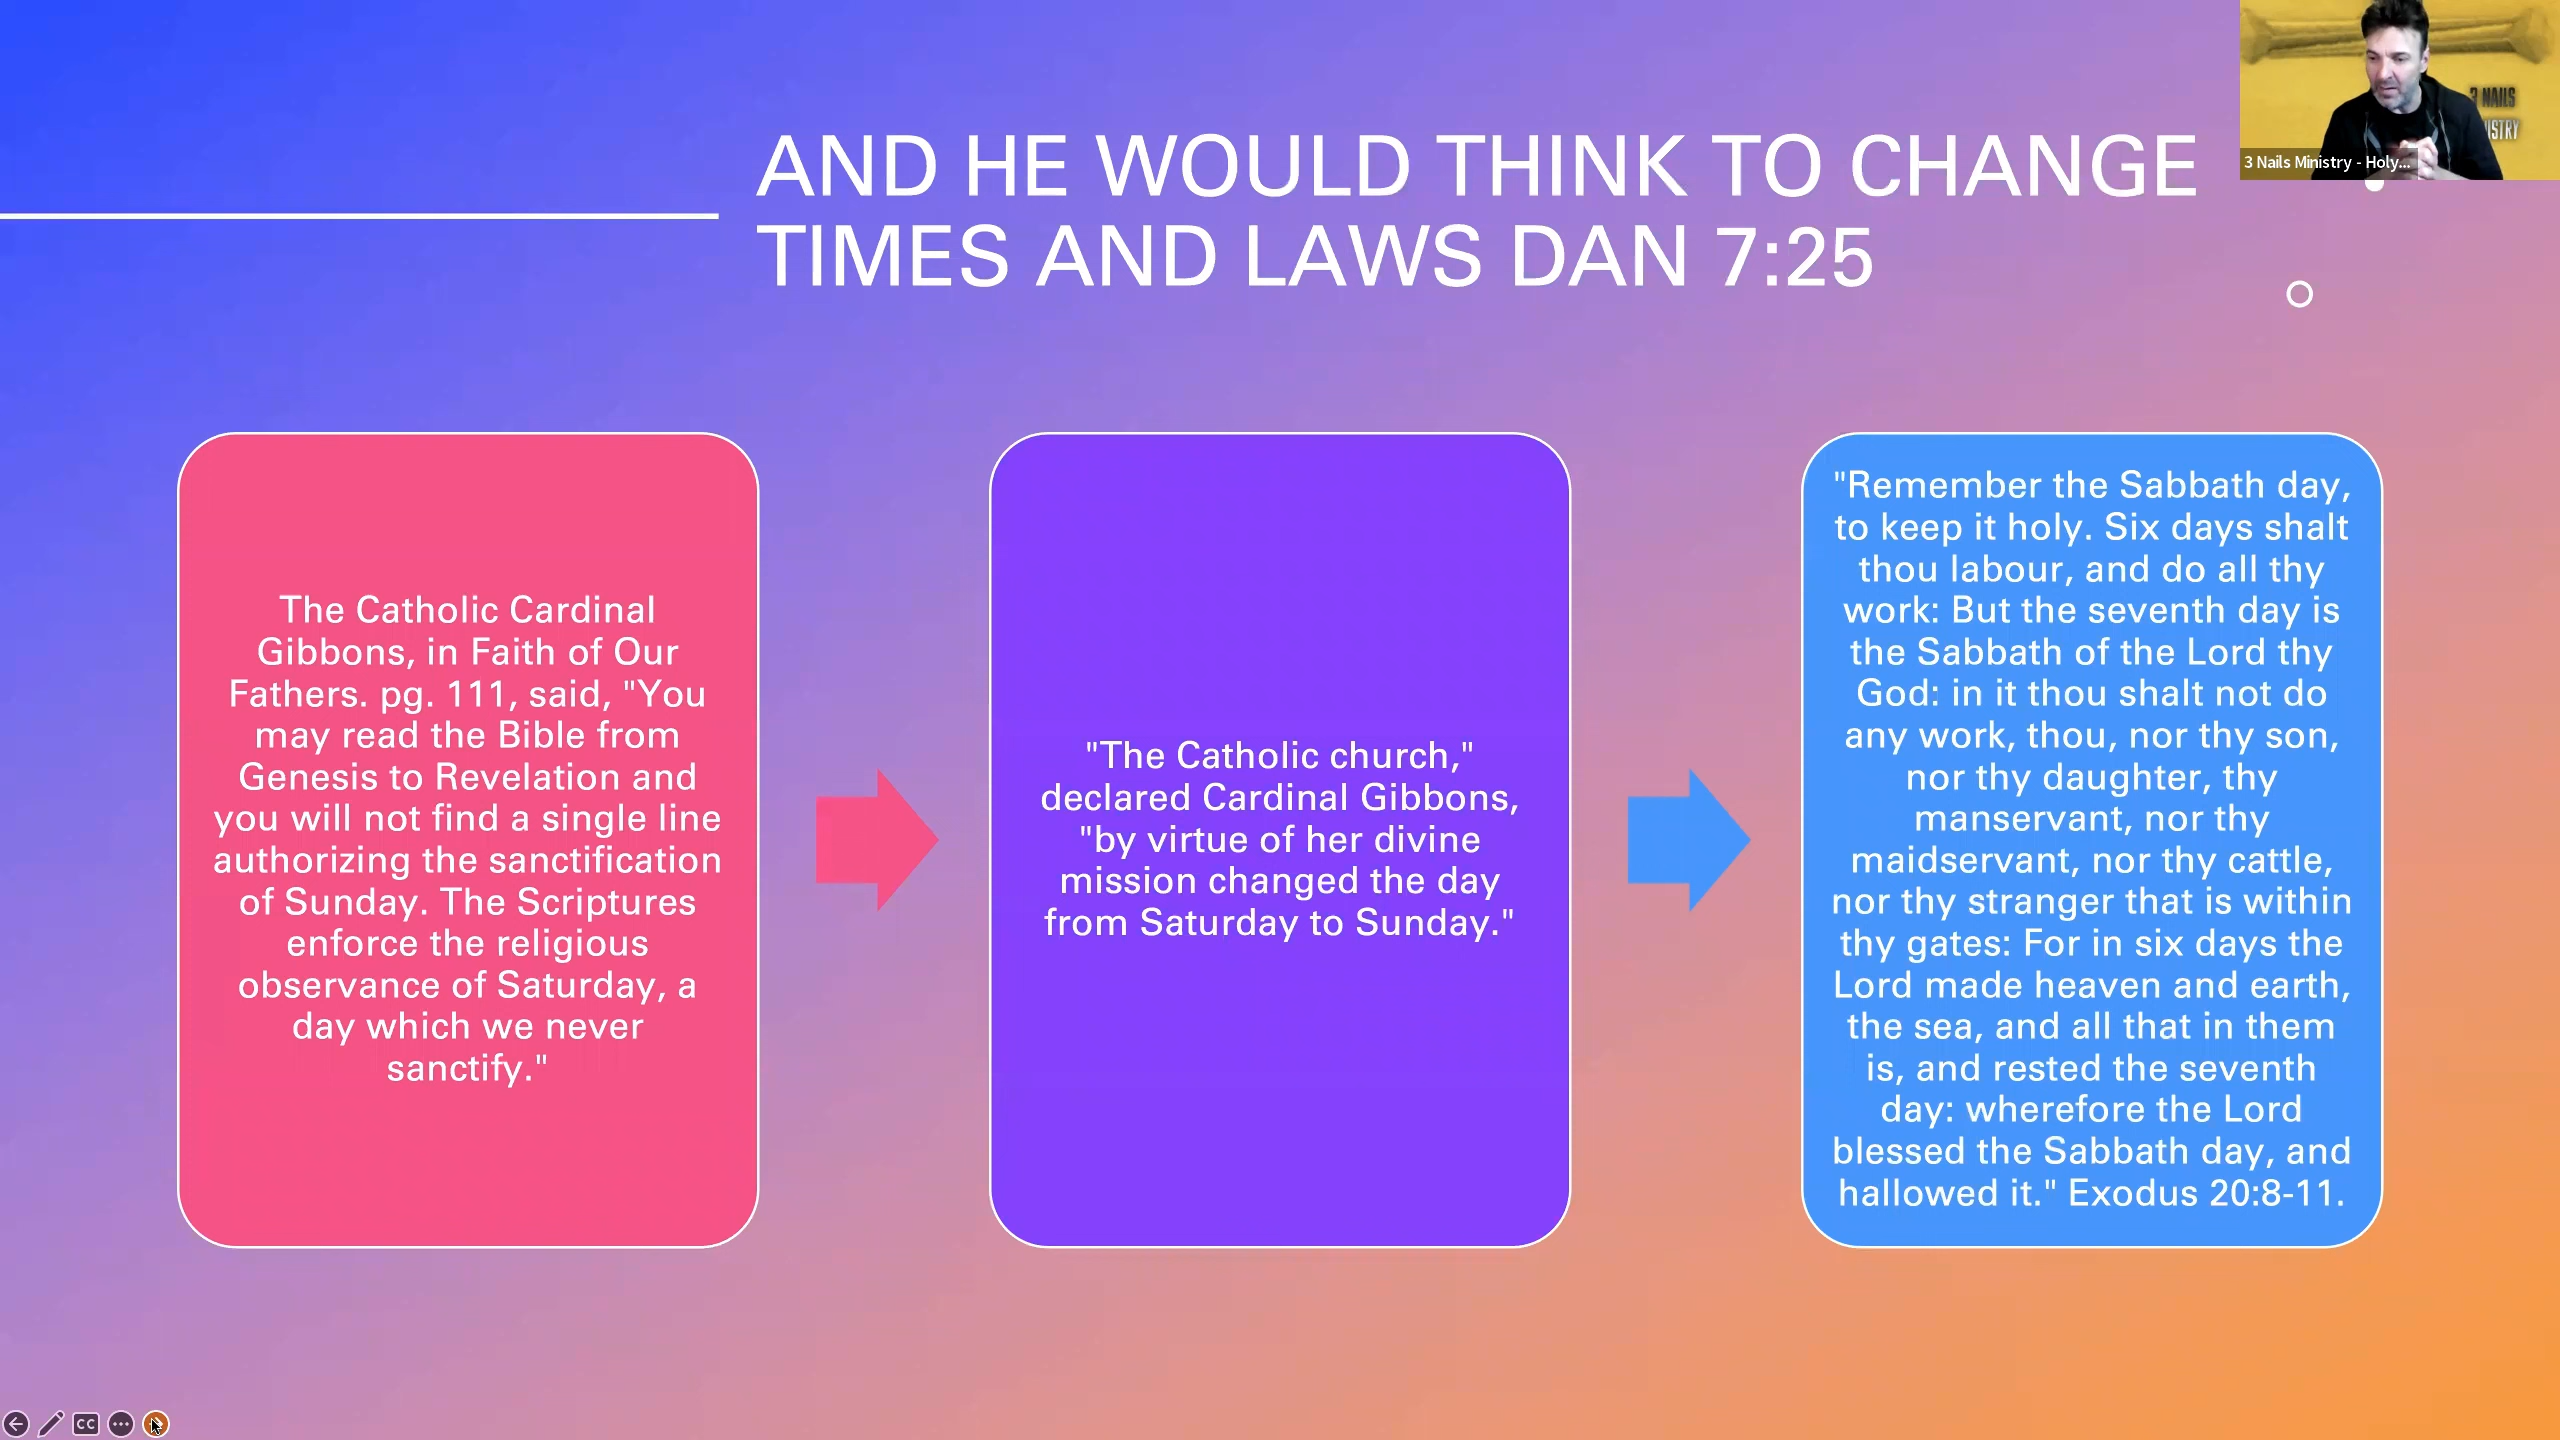 AND HE WOULD THINK TO CHANGE
TIMES AND LAWS DAN 7:25
3 NAILS
ISTRY
3 Nails Ministry - Holy...
The Catholic Cardinal
Gibbons, in Faith of Our
Fathers. pg. 111, said, "You
may read the Bible from
Genesis to Revelation and
you will not find a single line
authorizing the sanctification
of Sunday. The Scriptures
enforce the religious
observance of Saturday, a
day which we never
sanctify."
"The Catholic church,"
declared Cardinal Gibbons,
"by virtue of her divine
mission changed the day
from Saturday to Sunday."
"Remember the Sabbath day,
to keep it holy. Six days shalt
thou labour, and do all thy
work: But the seventh day is
the Sabbath of the Lord thy
God: in it thou shalt not do
any work, thou, nor thy son,
nor thy daughter, thy
manservant, nor thy
maidservant, nor thy cattle,
nor thy stranger that is within
thy gates: For in six days the
Lord made heaven and earth,
the sea, and all that in them
is, and rested the seventh
day: wherefore the Lord
blessed the Sabbath day, and
hallowed it." Exodus 20:8-11.
CC